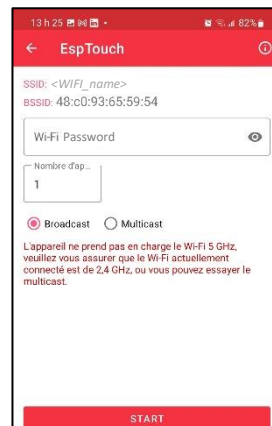 13 h 25
82%
EspTouch
SSID: <WIFI_name>
BSSID: 48:c0:93:65:59:54
Wi-Fi Password
Nombre d'ap...
1
Broadcast Multicast
L'appareil ne prend pas en charge le Wi-Fi 5 GHz,
veuillez vous assurer que le Wi-Fi actuellement
connecté est de 2,4 GHz, ou vous pouvez essayer le
multicast.
START